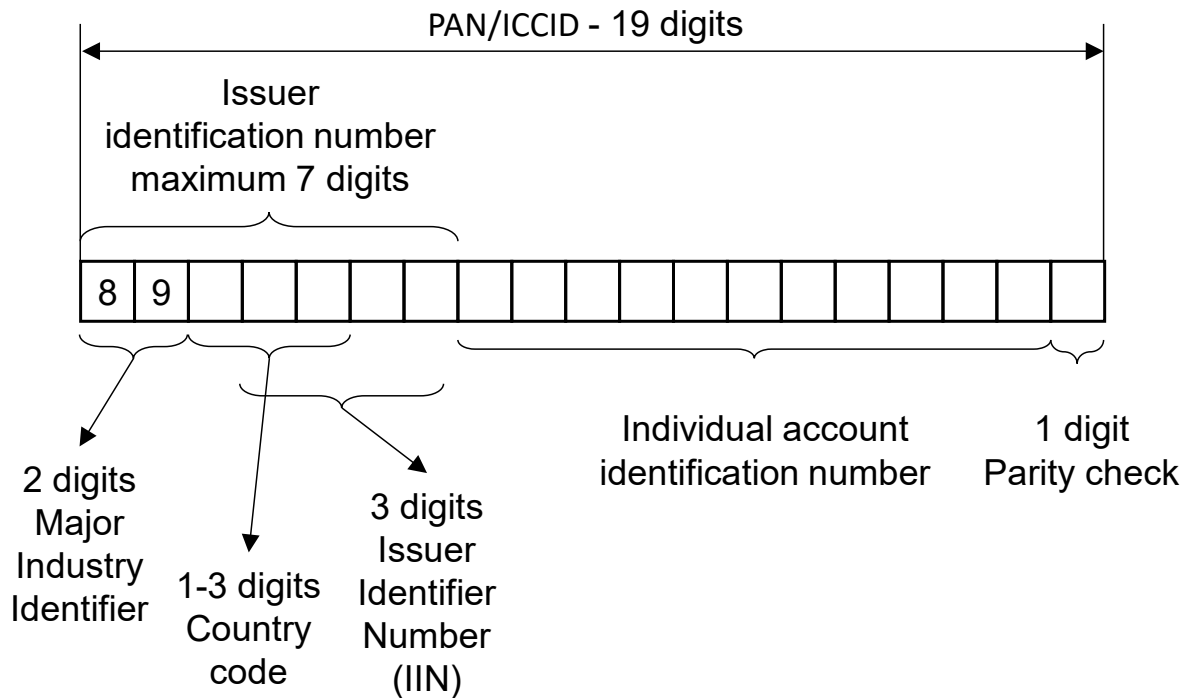 PAN/ICCID - 19 digits
Issuer
identification number
maximum 7 digits
8 9
Individual account
identification number
1 digit
Parity check
2 digits
Major
Industry
Identifier
1-3 digits
Country
code
3 digits
Issuer
Identifier
Number
(IIN)